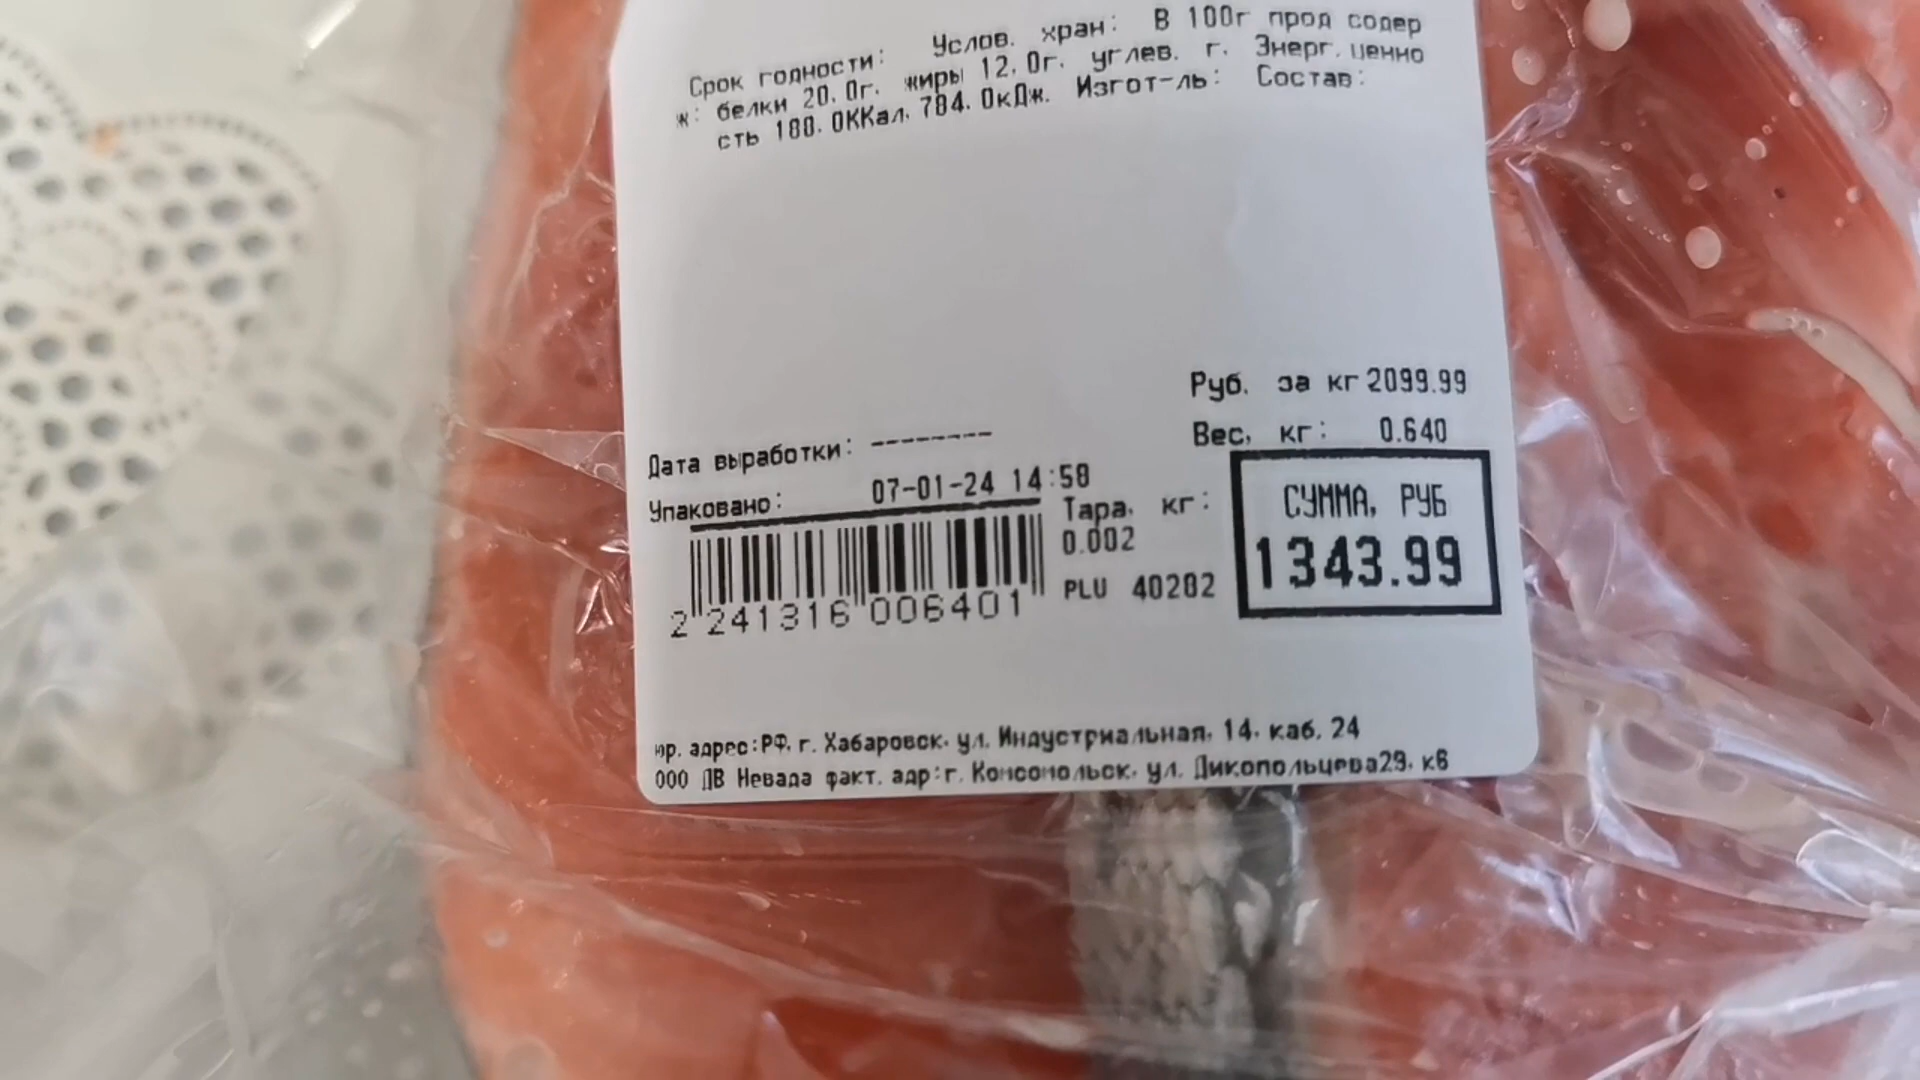 Срок годности: Услов. хран: В 100г прод содер
ж: белки 20.0г. жиры 12.0г. углев. г. Энерг.ценно
сть 188.0ККал. 784.0кДж. Изгот-ль: Состав:
Руб. за кг 2099.99
Вес, кг: 0.640
Дата выработки: --------
Упаковано: 07-01-24 14:58
Тара, кг:
0.002
СУММА, РУБ
1343.99
PLU 40282
2 241316 006401
юр. адрес:РФ, г. Хабаровск, ул. Индустриальная, 14, каб. 24
ООО ДВ Невада факт. адр:г. Комсомольск, ул. Дикопольцева29, к6